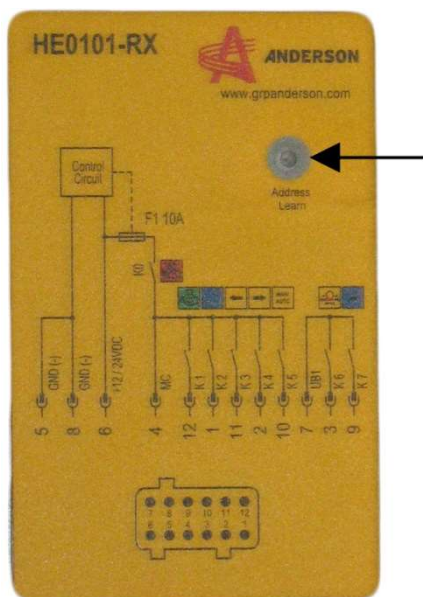 HE0101-RX
ANDERSON
www.grpanderson.com
Control
Circuit
Address
Learn
F1 10A
K0
MAN
AUTO
GND (-)
GND (-)
+12 / 24VDC
MC
K1
K2
K3
K4
K5
UB1
K6
K7
5
8
6
4
12
1
11
2
10
7
3
9
7 8 9 10 11 12
6 5 4 3 2 1